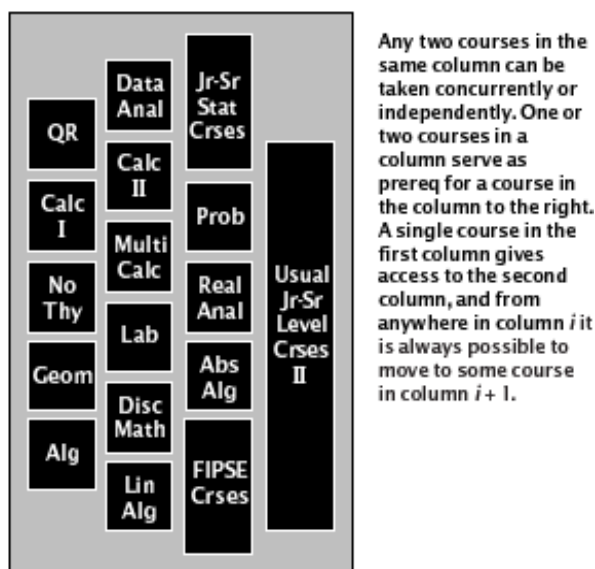 QR
Calc
I
No
Thy
Geom
Alg
Data
Anal
Calc
II
Multi
Calc
Lab
Disc
Math
Lin
Alg
Jr-Sr
Stat
Crses
Prob
Real
Anal
Abs
Alg
FIPSE
Crses
Usual
Jr-Sr
Level
Crses
II
Any two courses in the
same column can be
taken concurrently or
independently. One or
two courses in a
column serve as
prereq for a course in
the column to the right.
A single course in the
first column gives
access to the second
column, and from
anywhere in column i it
is always possible to
move to some course
in column i + 1.